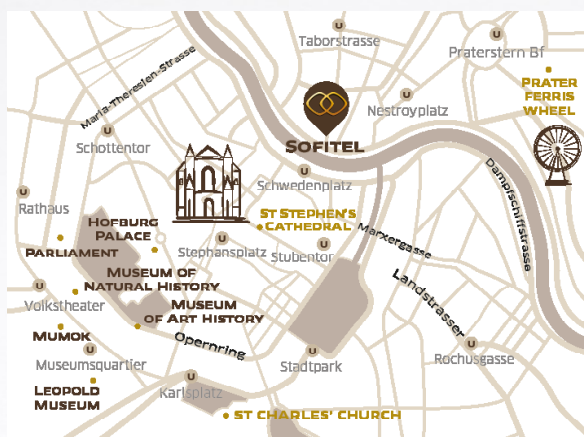 U
Taborstrasse
U
Praterstern Bf
Maria-Theresien-Strasse
PRATER
FERRIS
WHEEL
U
Nestroyplatz
U
Schottentor
SOFITEL
U
Schwedenplatz
Dampfschiffstrasse
U
Rathaus
HOFBURG
PALACE
ST STEPHEN'S
CATHEDRAL
Marxergasse
PARLIAMENT
U
Stephansplatz
U
Stubentor
MUSEUM OF
NATURAL HISTORY
Landstrasser
U
Volkstheater
MUSEUM
OF ART HISTORY
MUMOK
Opernring
U
Museumsquartier
U
Stadtpark
U
Rochusgasse
LEOPOLD
MUSEUM
U
Karlsplatz
ST CHARLES' CHURCH